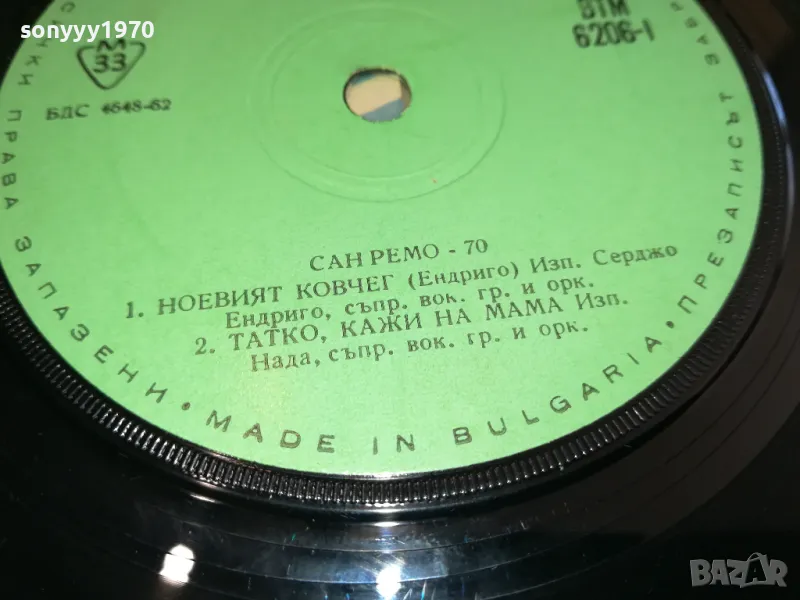 sonyyy1970
М
33
БДС 4648-62
ВТМ
6206-I
САН РЕМО - 70
1. НОЕВИЯТ КОВЧЕГ (Ендриго) Изп. Серджо
Ендриго, съпр. вок. гр. и орк.
2. ТАТКО, КАЖИ НА МАМА Изп.
Нада, съпр. вок. гр. и орк.
ПРАВА ЗАПАЗЕНИ • MADE IN BULGARIA • ПРЕЗАПИСЪТ
BAZAR